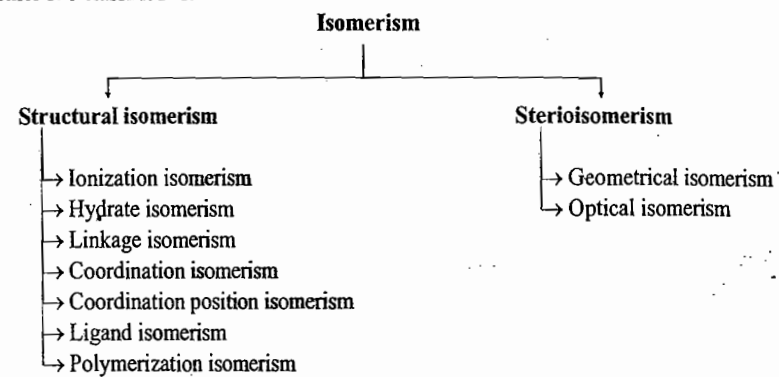 Isomerism
Structural isomerism
Sterioisomerism
Ionization isomerism
Hydrate isomerism
Linkage isomerism
Coordination isomerism
Coordination position isomerism
Ligand isomerism
Polymerization isomerism
Geometrical isomerism
Optical isomerism